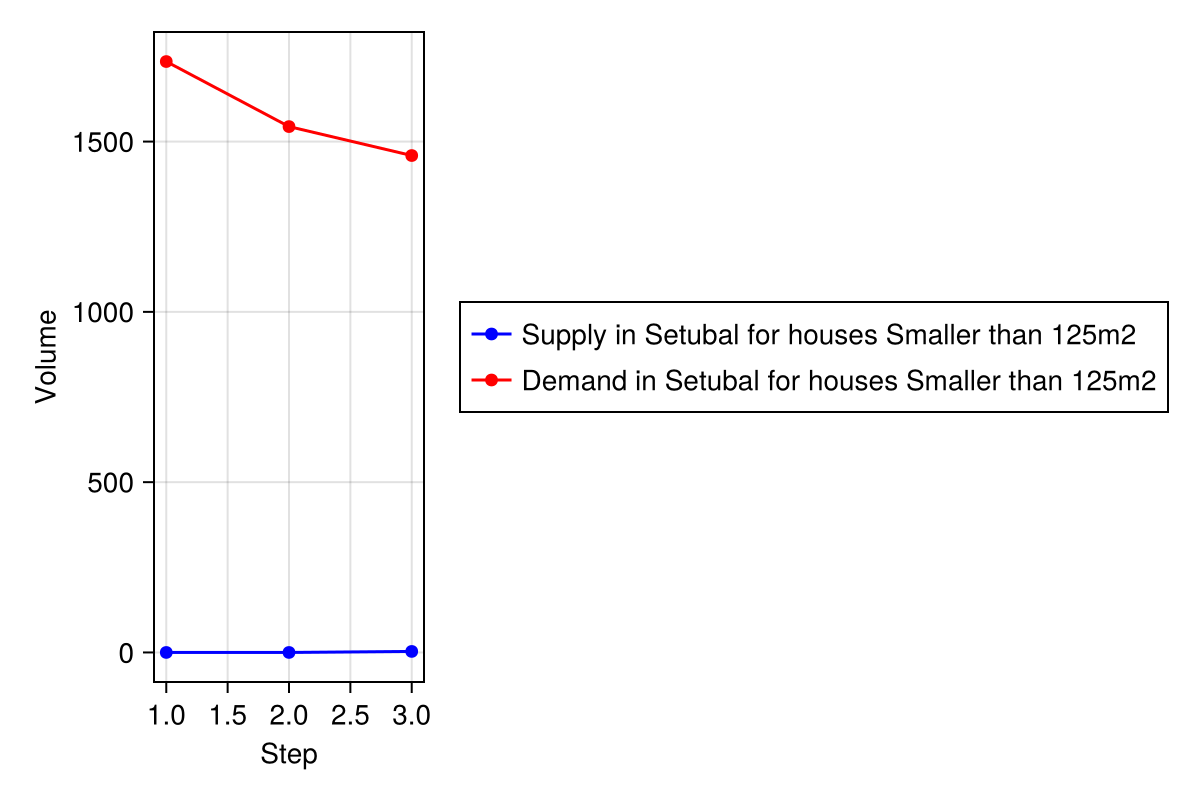 Volume
1500
1000
500
0
1.0 1.5 2.0 2.5 3.0
Step
Supply in Setubal for houses Smaller than 125m2
Demand in Setubal for houses Smaller than 125m2